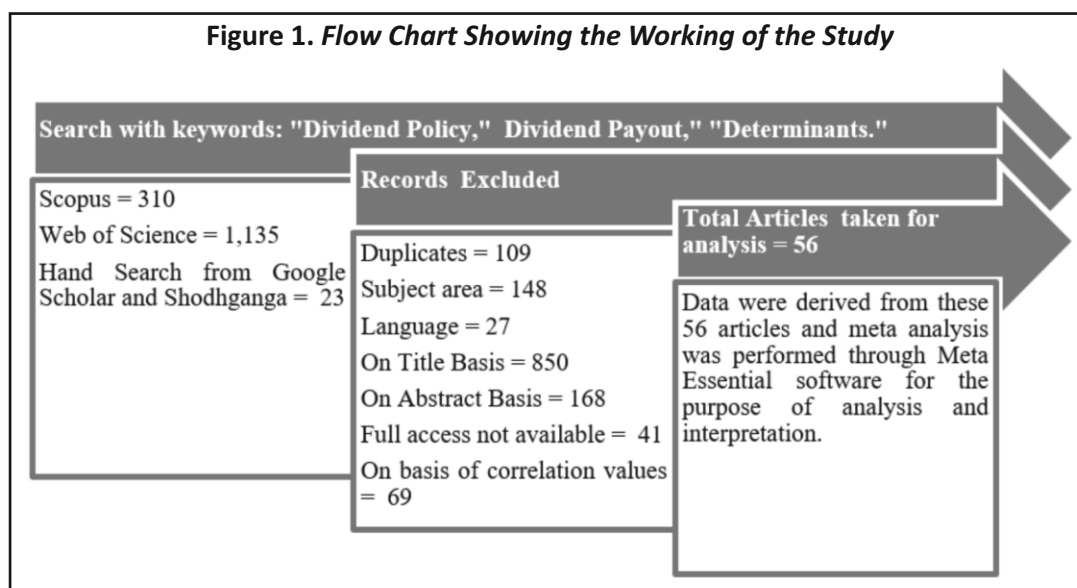 Figure 1. Flow Chart Showing the Working of the Study
Search with keywords: "Dividend Policy," Dividend Payout," "Determinants."
Scopus = 310
Web of Science = 1,135
Hand Search from Google
Scholar and Shodhganga = 23
Records Excluded
Duplicates = 109
Subject area = 148
Language = 27
On Title Basis = 850
On Abstract Basis = 168
Full access not available = 41
On basis of correlation values
= 69
Total Articles taken for
analysis = 56
Data were derived from these
56 articles and meta analysis
was performed through Meta
Essential software for the
purpose of analysis and
interpretation.